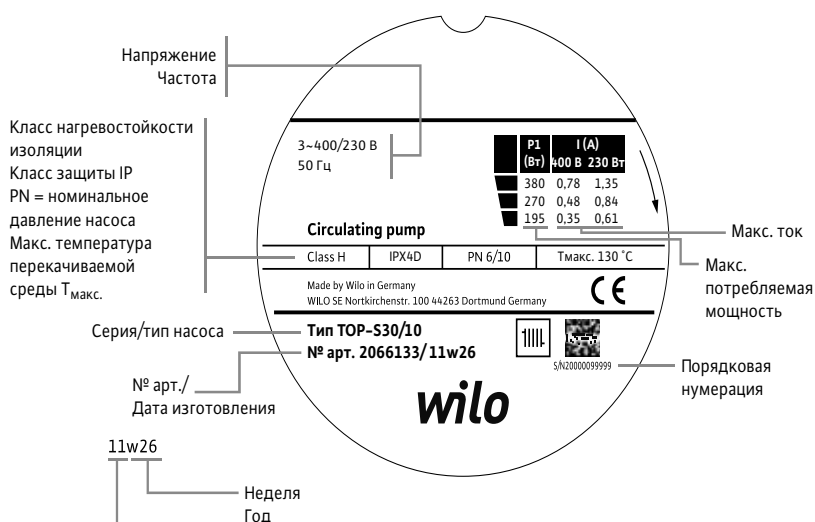 Напряжение
Частота
Класс нагревостойкости
изоляции
Класс защиты IP
PN = номинальное
давление насоса
Макс. температура
перекачиваемой
среды Tмакс.
Серия/тип насоса
№ арт./
Дата изготовления
11w26
Неделя
Год
3~400/230 В
50 Гц
P1 I (A)
(Вт) 400 В 230 Вт
380 0,78 1,35
270 0,48 0,84
195 0,35 0,61
Circulating pump
Class H IPX4D PN 6/10 Tмакс. 130 °C
Made by Wilo in Germany
WILO SE Nortkirchenstr. 100 44263 Dortmund Germany
CE
Тип TOP-S30/10
№ арт. 2066133/11w26
S/N20000099999
wilo
Макс. ток
Макс.
потребляемая
мощность
Порядковая
нумерация